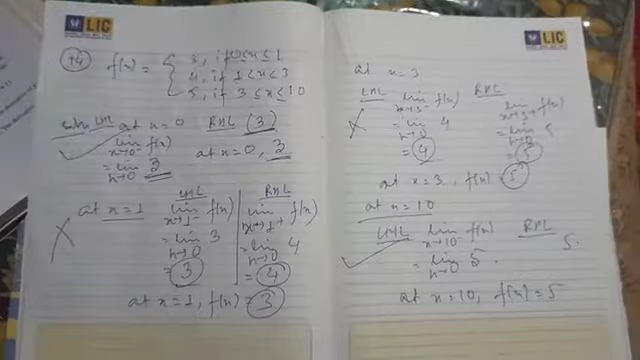 LIC
(14) f(x) = { 3, if 0≤x≤1
4, if 1<x<3
5, if 3≤x≤10
LHL at x=0 RHL (3)
lim x→0⁻ f(x) at x=0, 3
= lim h→0 3
at x=1 LHL RHL
lim x→1⁻ f(x) lim x→1⁺ f(x)
= lim h→0 3 = lim h→0 4
= 3 = 4
at x=1, f(x) = 3
LIC
at x=3
LHL RHL
lim x→3⁻ f(x) lim x→3⁺ f(x)
= lim h→0 4 = lim h→0 5
= 4 = 5
at x=3, f(x) = 5
at x=10
LHL lim x→10⁻ f(x) RHL
= lim h→0 5. 5
at x=10, f(x)=5